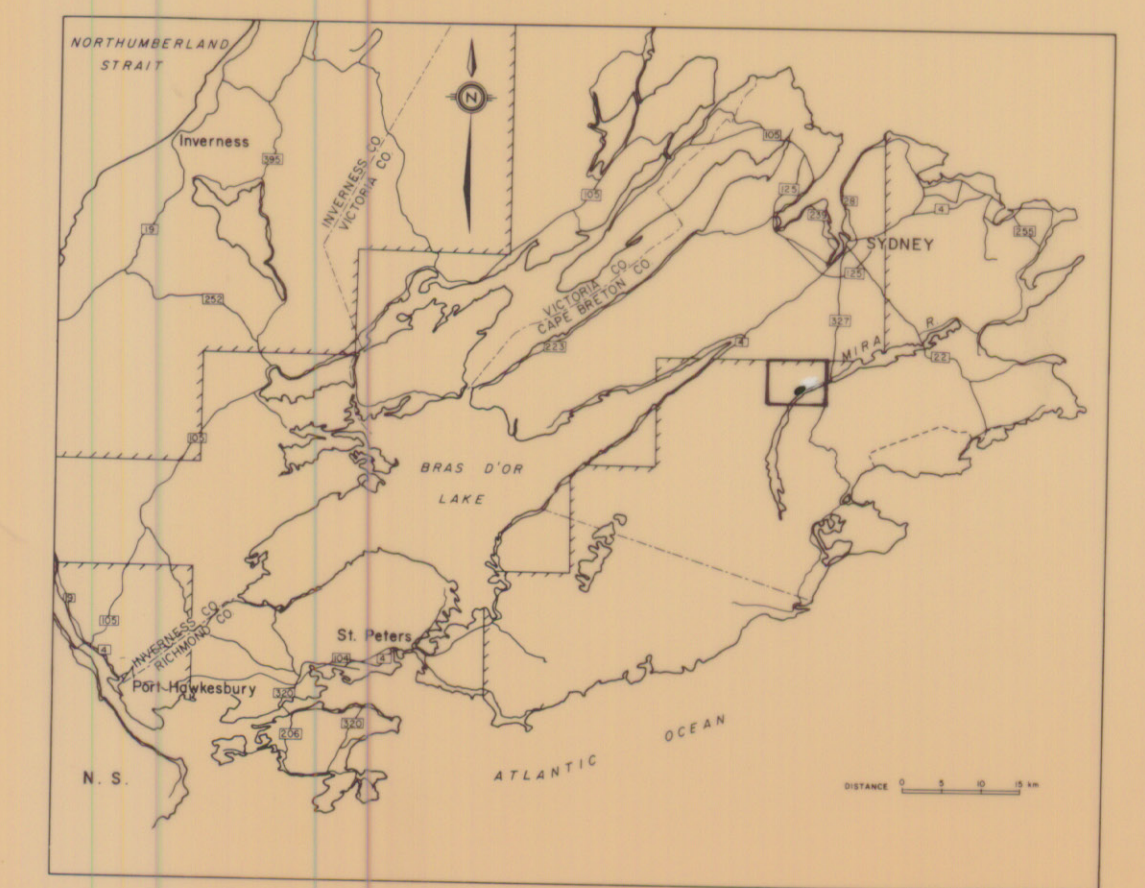 NORTHUMBERLAND
STRAIT
N
Inverness
395
INVERNESS CO
VICTORIA CO
105
105
125
239
28
4
255
19
SYDNEY
125
252
VICTORIA CO
CAPE BRETON CO
223
327
4
MIRA R
22
105
BRAS D'OR
LAKE
19
105
4
INVERNESS CO
RICHMOND CO
St. Peters
104
4
Port Hawkesbury
320
206
320
N. S.
ATLANTIC OCEAN
DISTANCE 0 5 10 15 km